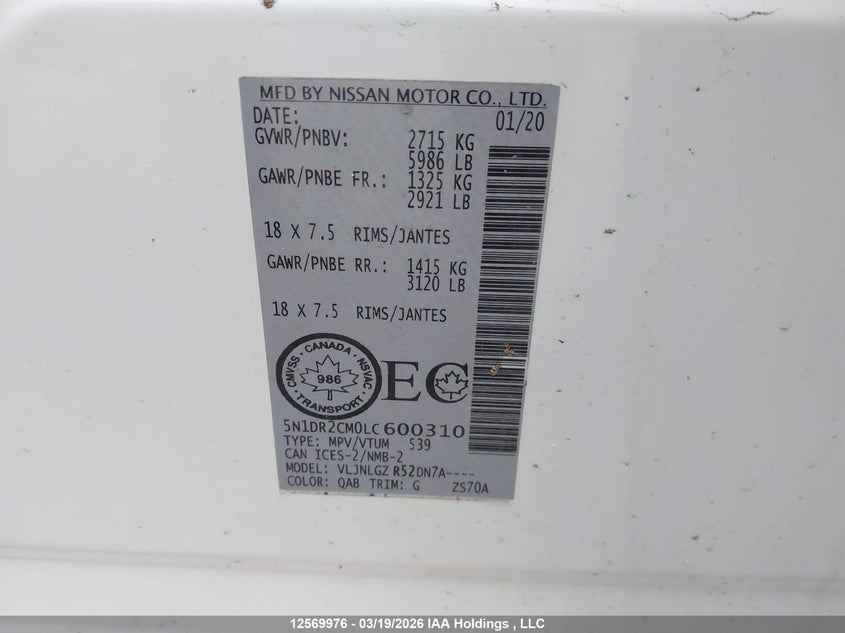 MFD BY NISSAN MOTOR CO., LTD.
DATE: 01/20
GVWR/PNBV: 2715 KG
5986 LB
GAWR/PNBE FR.: 1325 KG
2921 LB
18 X 7.5 RIMS/JANTES
GAWR/PNBE RR.: 1415 KG
3120 LB
18 X 7.5 RIMS/JANTES
CMVSS - CANADA - NSVAC
986
TRANSPORT
EC
5N1DR2CM0LC600310
TYPE: MPV/VTUM 539
CAN ICES-2/NMB-2
MODEL: VLJNLGZ R52DN7A----
COLOR: QAB TRIM: G ZS70A
12569976 - 03/19/2026 IAA Holdings , LLC